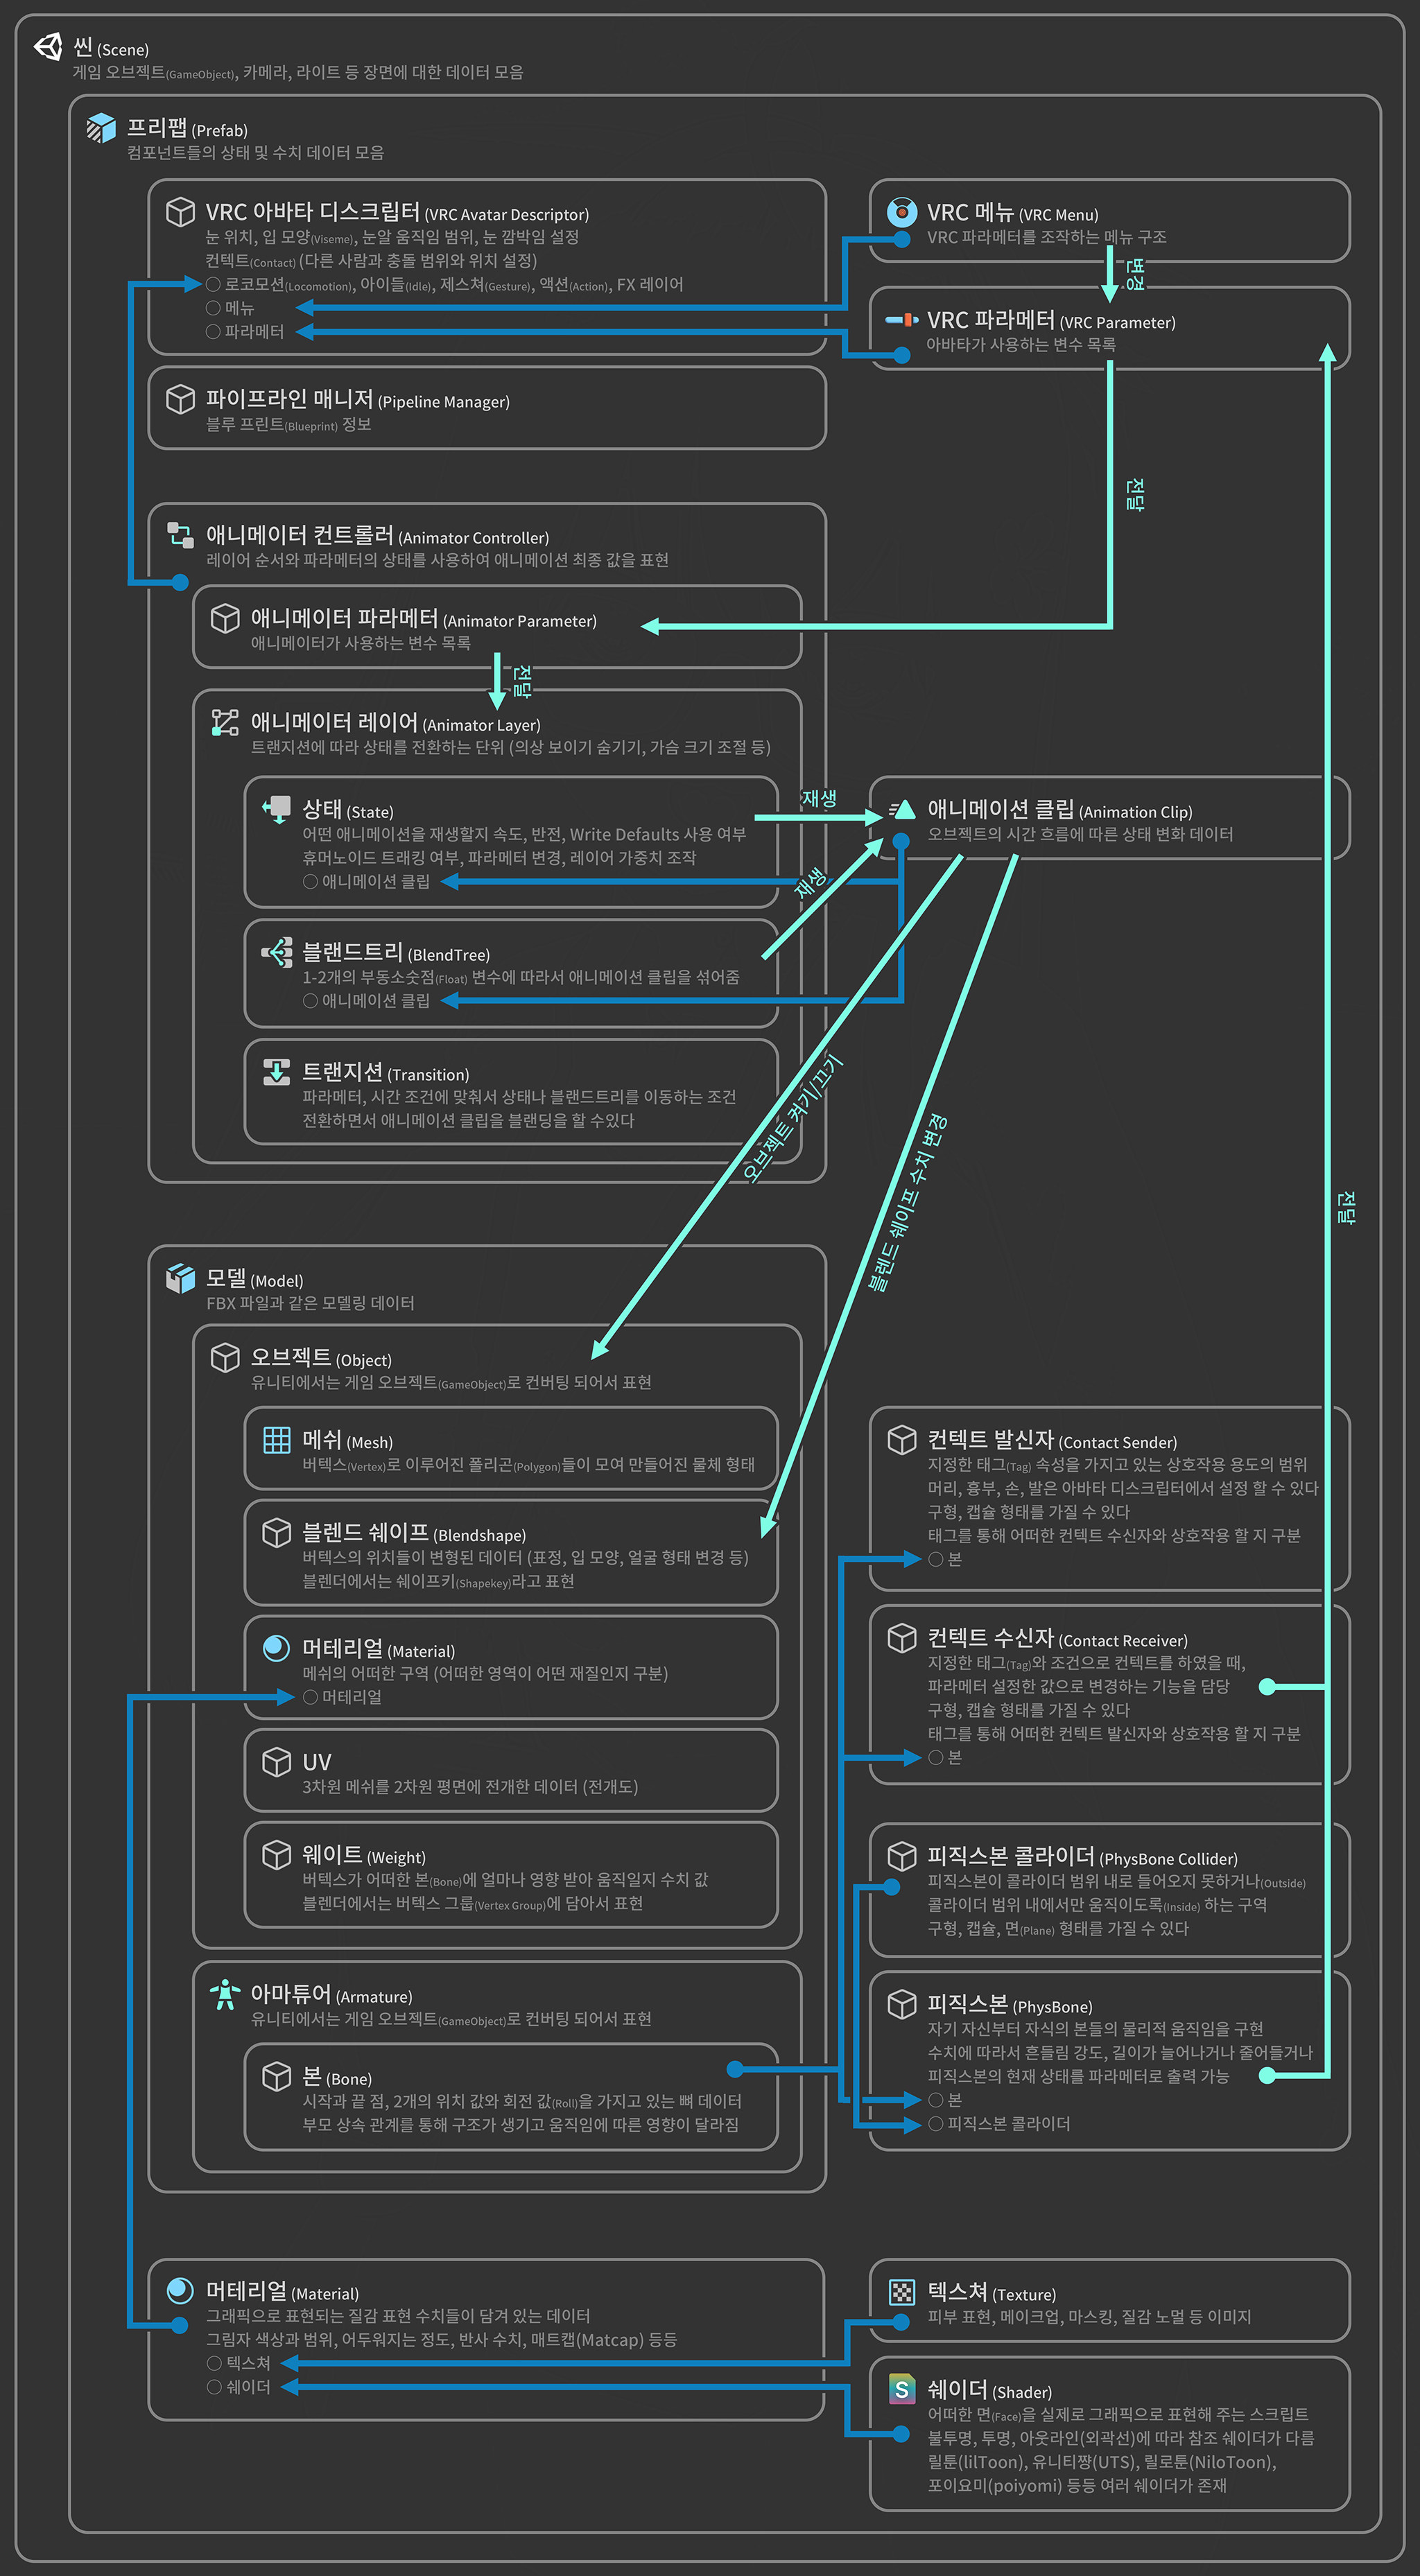 씬 (Scene)
게임 오브젝트(GameObject), 카메라, 라이트 등 장면에 대한 데이터 모음
프리팹 (Prefab)
컴포넌트들의 상태 및 수치 데이터 모음
VRC 아바타 디스크립터 (VRC Avatar Descriptor)
눈 위치, 입 모양(Viseme), 눈알 움직임 범위, 눈 깜박임 설정
컨텍트(Contact) (다른 사람과 충돌 범위와 위치 설정)
○ 로코모션(Locomotion), 아이들(Idle), 제스쳐(Gesture), 액션(Action), FX 레이어
○ 메뉴
○ 파라메터
VRC 메뉴 (VRC Menu)
VRC 파라메터를 조작하는 메뉴 구조
변경
VRC 파라메터 (VRC Parameter)
아바타가 사용하는 변수 목록
파이프라인 매니저 (Pipeline Manager)
블루 프린트(Blueprint) 정보
전달
애니메이터 컨트롤러 (Animator Controller)
레이어 순서와 파라메터의 상태를 사용하여 애니메이션 최종 값을 표현
애니메이터 파라메터 (Animator Parameter)
애니메이터가 사용하는 변수 목록
전달
애니메이터 레이어 (Animator Layer)
트랜지션에 따라 상태를 전환하는 단위 (의상 보이기 숨기기, 가슴 크기 조절 등)
상태 (State)
어떤 애니메이션을 재생할지 속도, 반전, Write Defaults 사용 여부
휴머노이드 트래킹 여부, 파라메터 변경, 레이어 가중치 조작
○ 애니메이션 클립
재생
애니메이션 클립 (Animation Clip)
오브젝트의 시간 흐름에 따른 상태 변화 데이터
재생
블랜드트리 (BlendTree)
1-2개의 부동소숫점(Float) 변수에 따라서 애니메이션 클립을 섞어줌
○ 애니메이션 클립
트랜지션 (Transition)
파라메터, 시간 조건에 맞춰서 상태나 블랜드트리를 이동하는 조건
전환하면서 애니메이션 클립을 블랜딩을 할 수있다
오브젝트 켜기/끄기
블렌드 쉐이프 수치 변경
전달
모델 (Model)
FBX 파일과 같은 모델링 데이터
오브젝트 (Object)
유니티에서는 게임 오브젝트(GameObject)로 컨버팅 되어서 표현
메쉬 (Mesh)
버텍스(Vertex)로 이루어진 폴리곤(Polygon)들이 모여 만들어진 물체 형태
블렌드 쉐이프 (Blendshape)
버텍스의 위치들이 변형된 데이터 (표정, 입 모양, 얼굴 형태 변경 등)
블렌더에서는 쉐이프키(Shapekey)라고 표현
머테리얼 (Material)
메쉬의 어떠한 구역 (어떠한 영역이 어떤 재질인지 구분)
○ 머테리얼
UV
3차원 메쉬를 2차원 평면에 전개한 데이터 (전개도)
웨이트 (Weight)
버텍스가 어떠한 본(Bone)에 얼마나 영향 받아 움직일지 수치 값
블렌더에서는 버텍스 그룹(Vertex Group)에 담아서 표현
아마튜어 (Armature)
유니티에서는 게임 오브젝트(GameObject)로 컨버팅 되어서 표현
본 (Bone)
시작과 끝 점, 2개의 위치 값와 회전 값(Roll)을 가지고 있는 뼈 데이터
부모 상속 관계를 통해 구조가 생기고 움직임에 따른 영향이 달라짐
컨텍트 발신자 (Contact Sender)
지정한 태그(Tag) 속성을 가지고 있는 상호작용 용도의 범위
머리, 흉부, 손, 발은 아바타 디스크립터에서 설정 할 수 있다
구형, 캡슐 형태를 가질 수 있다
태그를 통해 어떠한 컨텍트 수신자와 상호작용 할 지 구분
○ 본
컨텍트 수신자 (Contact Receiver)
지정한 태그(Tag)와 조건으로 컨텍트를 하였을 때,
파라메터 설정한 값으로 변경하는 기능을 담당
구형, 캡슐 형태를 가질 수 있다
태그를 통해 어떠한 컨텍트 발신자와 상호작용 할 지 구분
○ 본
피직스본 콜라이더 (PhysBone Collider)
피직스본이 콜라이더 범위 내로 들어오지 못하거나(Outside)
콜라이더 범위 내에서만 움직이도록(Inside) 하는 구역
구형, 캡슐, 면(Plane) 형태를 가질 수 있다
피직스본 (PhysBone)
자기 자신부터 자식의 본들의 물리적 움직임을 구현
수치에 따라서 흔들림 강도, 길이가 늘어나거나 줄어들거나
피직스본의 현재 상태를 파라메터로 출력 가능
○ 본
○ 피직스본 콜라이더
머테리얼 (Material)
그래픽으로 표현되는 질감 표현 수치들이 담겨 있는 데이터
그림자 색상과 범위, 어두워지는 정도, 반사 수치, 매트캡(Matcap) 등등
○ 텍스쳐
○ 쉐이더
텍스쳐 (Texture)
피부 표현, 메이크업, 마스킹, 질감 노멀 등 이미지
S
쉐이더 (Shader)
어떠한 면(Face)을 실제로 그래픽으로 표현해 주는 스크립트
불투명, 투명, 아웃라인(외곽선)에 따라 참조 쉐이더가 다름
릴툰(lilToon), 유니티쨩(UTS), 릴로툰(NiloToon),
포이요미(poiyomi) 등등 여러 쉐이더가 존재